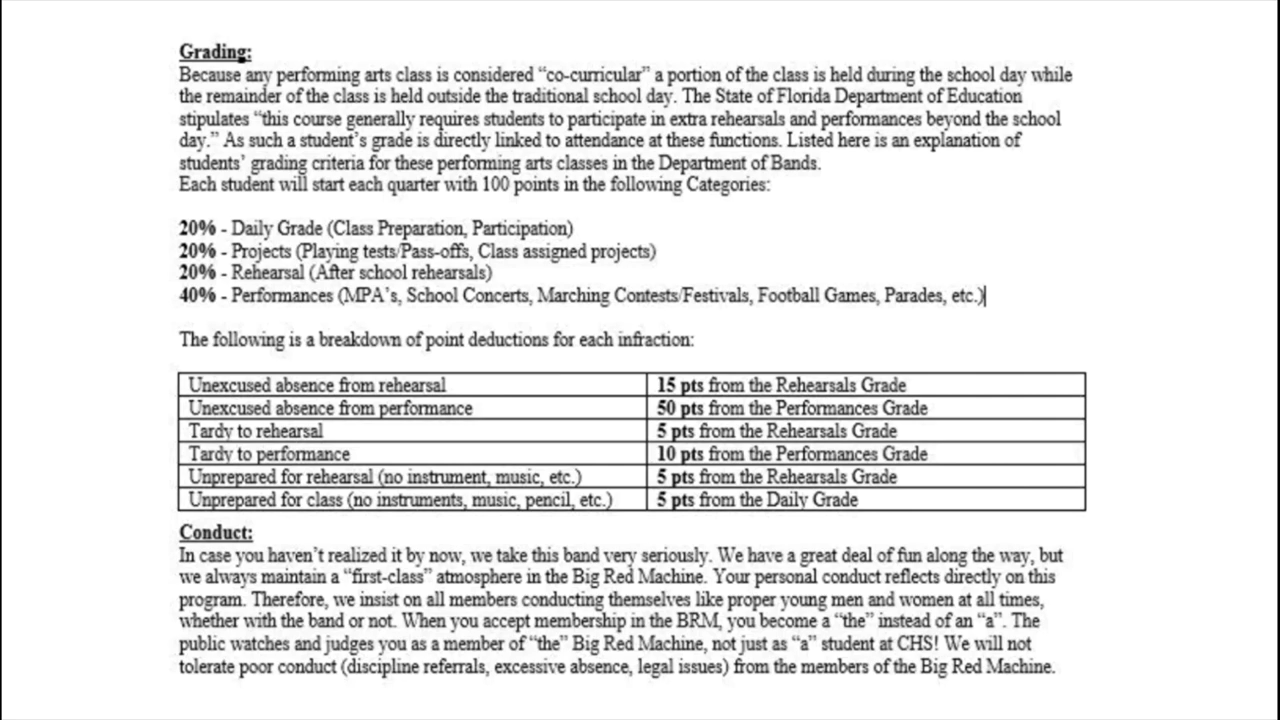 Grading:
Because any performing arts class is considered “co-curricular” a portion of the class is held during the school day while
the remainder of the class is held outside the traditional school day. The State of Florida Department of Education
stipulates “this course generally requires students to participate in extra rehearsals and performances beyond the school
day.” As such a student’s grade is directly linked to attendance at these functions. Listed here is an explanation of
students’ grading criteria for these performing arts classes in the Department of Bands.
Each student will start each quarter with 100 points in the following Categories:
20% - Daily Grade (Class Preparation, Participation)
20% - Projects (Playing tests/Pass-offs, Class assigned projects)
20% - Rehearsal (After school rehearsals)
40% - Performances (MPA’s, School Concerts, Marching Contests/Festivals, Football Games, Parades, etc.)
The following is a breakdown of point deductions for each infraction:
Unexcused absence from rehearsal 15 pts from the Rehearsals Grade
Unexcused absence from performance 50 pts from the Performances Grade
Tardy to rehearsal 5 pts from the Rehearsals Grade
Tardy to performance 10 pts from the Performances Grade
Unprepared for rehearsal (no instrument, music, etc.) 5 pts from the Rehearsals Grade
Unprepared for class (no instruments, music, pencil, etc.) 5 pts from the Daily Grade
Conduct:
In case you haven’t realized it by now, we take this band very seriously. We have a great deal of fun along the way, but
we always maintain a “first-class” atmosphere in the Big Red Machine. Your personal conduct reflects directly on this
program. Therefore, we insist on all members conducting themselves like proper young men and women at all times,
whether with the band or not. When you accept membership in the BRM, you become a “the” instead of an “a”. The
public watches and judges you as a member of “the” Big Red Machine, not just as “a” student at CHS! We will not
tolerate poor conduct (discipline referrals, excessive absence, legal issues) from the members of the Big Red Machine.